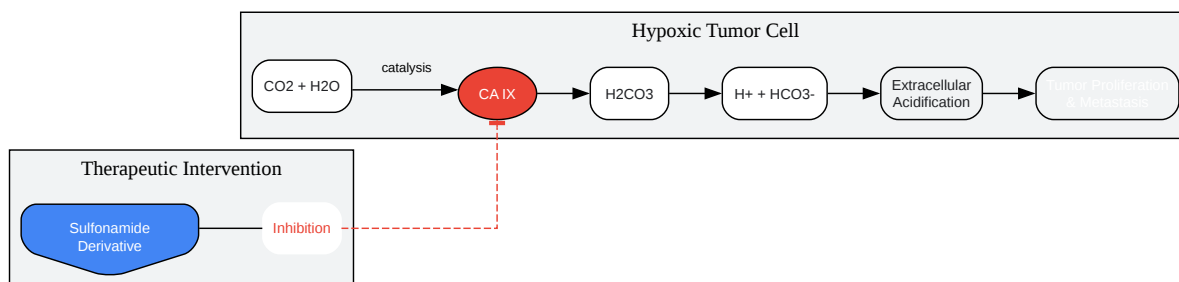 Hypoxic Tumor Cell
CO2 + H2O
catalysis
CA IX
H2CO3
H+ + HCO3-
Extracellular
Acidification
Tumor Proliferation
& Metastasis
Therapeutic Intervention
Sulfonamide
Derivative
Inhibition